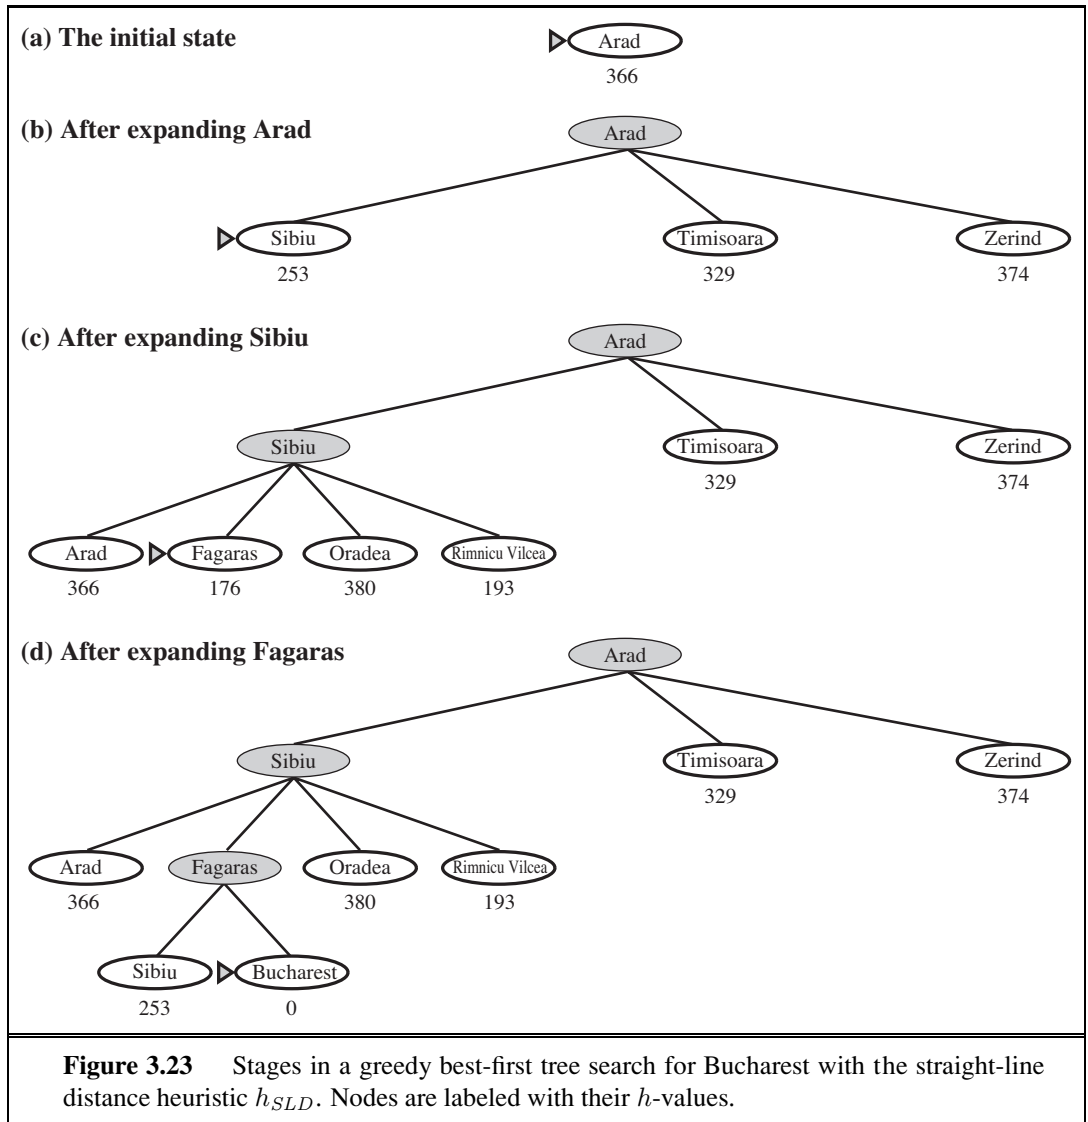 (a) The initial state
Arad
366
(b) After expanding Arad
Arad
Sibiu
Timisoara
Zerind
253
329
374
(c) After expanding Sibiu
Arad
Sibiu
Timisoara
Zerind
329
374
Arad
Fagaras
Oradea
Rimnicu Vilcea
366
176
380
193
(d) After expanding Fagaras
Arad
Sibiu
Timisoara
Zerind
329
374
Arad
Fagaras
Oradea
Rimnicu Vilcea
366
380
193
Sibiu
Bucharest
253
0
Figure 3.23 Stages in a greedy best-first tree search for Bucharest with the straight-line
distance heuristic h_{SLD}. Nodes are labeled with their h-values.